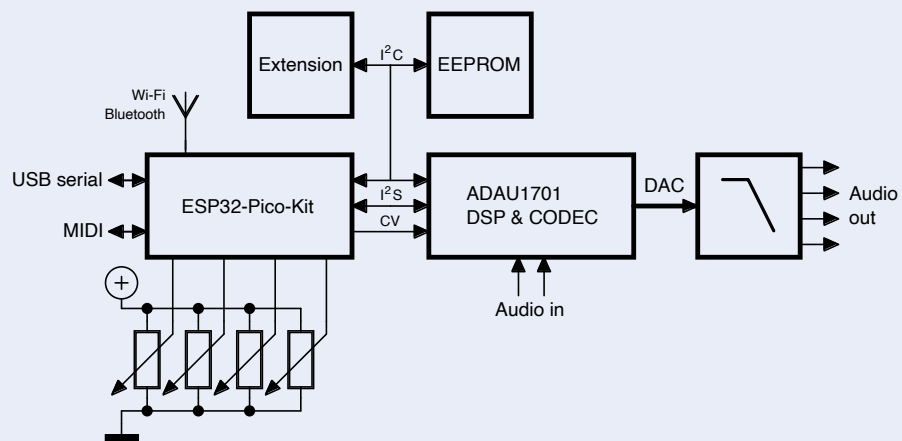 Extension
I²C
EEPROM
Wi-Fi
Bluetooth
USB serial
MIDI
ESP32-Pico-Kit
I²S
CV
ADAU1701
DSP & CODEC
DAC
Audio
out
Audio in
+